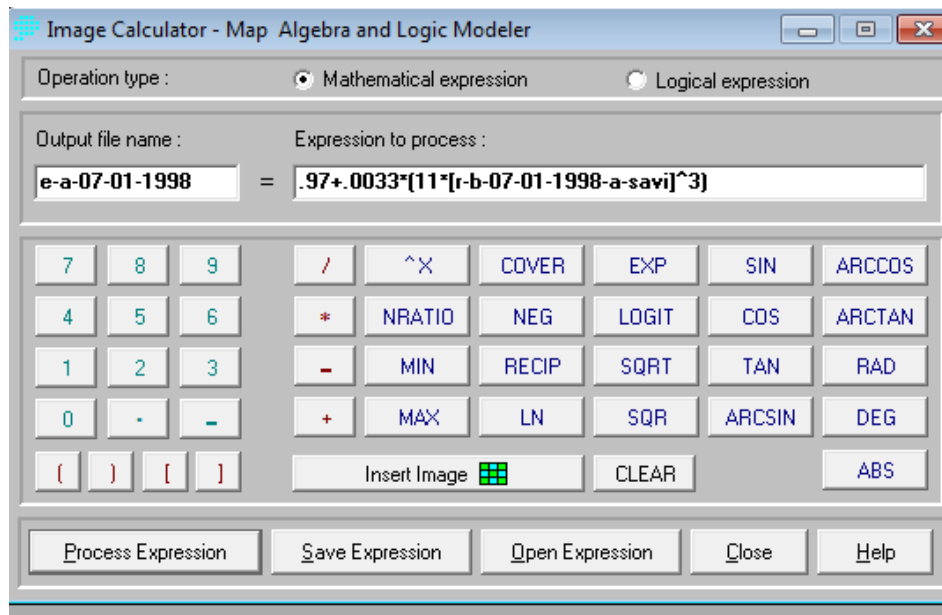 Image Calculator - Map Algebra and Logic Modeler
Operation type : Mathematical expression Logical expression
Output file name : Expression to process :
e-a-07-01-1998 = .97+.0033*(11*[r-b-07-01-1998-a-savi]^3)
7 8 9 / ^X COVER EXP SIN ARCCOS
4 5 6 * NRATIO NEG LOGIT COS ARCTAN
1 2 3 - MIN RECIP SQRT TAN RAD
0 . - + MAX LN SQR ARCSIN DEG
( ) [ ] Insert Image CLEAR ABS
Process Expression Save Expression Open Expression Close Help